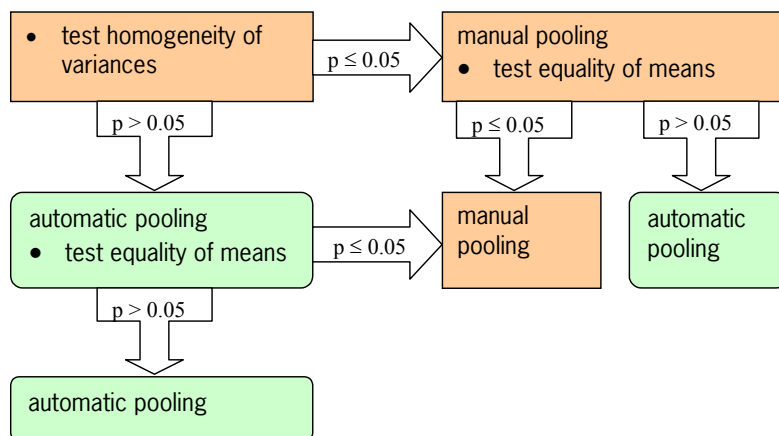 • test homogeneity of
variances
p ≤ 0.05
manual pooling
• test equality of means
p > 0.05
p ≤ 0.05
p > 0.05
automatic pooling
• test equality of means
p ≤ 0.05
manual
pooling
automatic
pooling
p > 0.05
automatic pooling